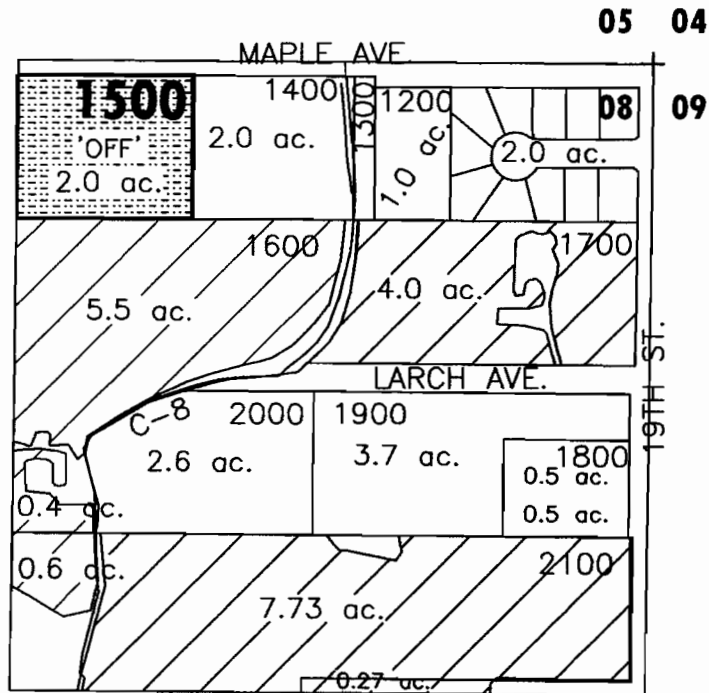 05 04
MAPLE AVE.
1500
1400
1300
1200
08 09
'OFF'
2.0 ac.
2.0 ac.
1.0 ac.
2.0 ac.
1600
1700
5.5 ac.
4.0 ac.
LARCH AVE.
19TH ST.
C-8
2000
1900
2.6 ac.
3.7 ac.
1800
0.5 ac.
0.5 ac.
0.4 ac.
0.6 ac.
2100
7.73 ac.
0.27 ac.